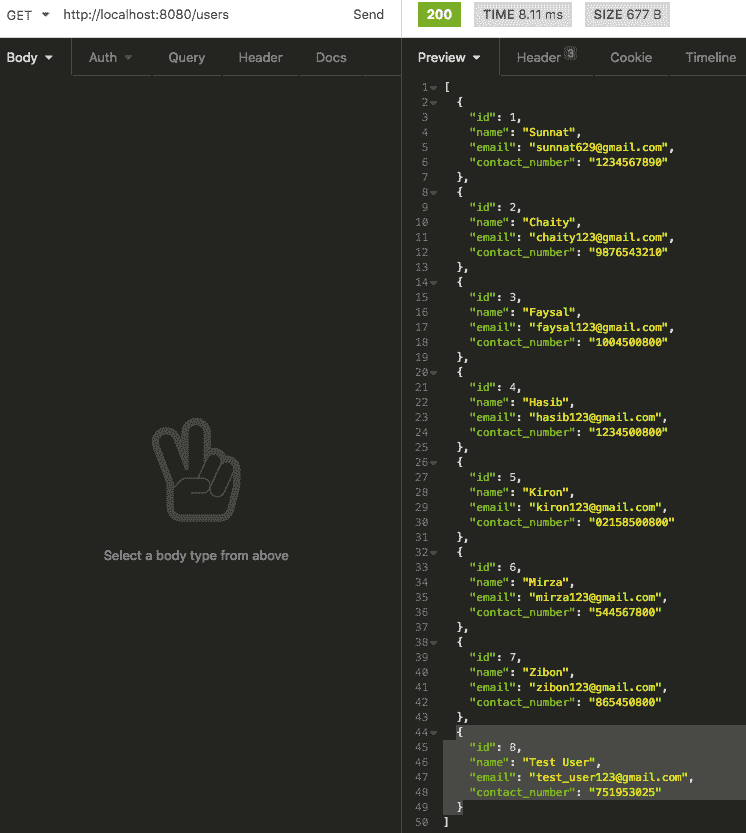 GET http://localhost:8080/users Send 200 TIME 8.11 ms SIZE 677 B
Body Auth Query Header Docs Preview Header 3 Cookie Timeline
Select a body type from above
1 [
2 {
3 "id": 1,
4 "name": "Sunnat",
5 "email": "sunnat629@gmail.com",
6 "contact_number": "1234567890"
7 },
8 {
9 "id": 2,
10 "name": "Chaity",
11 "email": "chaity123@gmail.com",
12 "contact_number": "9876543210"
13 },
14 {
15 "id": 3,
16 "name": "Faysal",
17 "email": "faysal123@gmail.com",
18 "contact_number": "1004500800"
19 },
20 {
21 "id": 4,
22 "name": "Hasib",
23 "email": "hasib123@gmail.com",
24 "contact_number": "1234500800"
25 },
26 {
27 "id": 5,
28 "name": "Kiron",
29 "email": "kiron123@gmail.com",
30 "contact_number": "02158500800"
31 },
32 {
33 "id": 6,
34 "name": "Mirza",
35 "email": "mirza123@gmail.com",
36 "contact_number": "544567800"
37 },
38 {
39 "id": 7,
40 "name": "Zibon",
41 "email": "zibon123@gmail.com",
42 "contact_number": "865450800"
43 },
44 {
45 "id": 8,
46 "name": "Test User",
47 "email": "test_user123@gmail.com",
48 "contact_number": "751953025"
49 }
50 ]